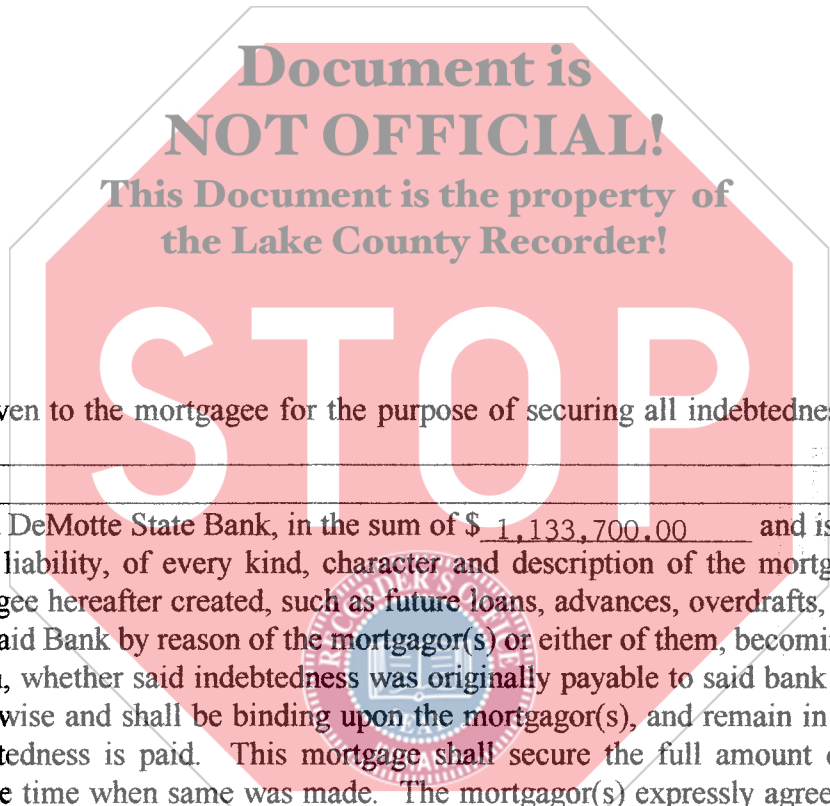 Document is
NOT OFFICIAL!
This Document is the property of
the Lake County Recorder!
STOP
ven to the mortgagee for the purpose of securing all indebtednes
DeMotte State Bank, in the sum of $ 1,133,700.00 and is
liability, of every kind, character and description of the mortg
gee hereafter created, such as future loans, advances, overdrafts,
aid Bank by reason of the mortgagor(s) or either of them, becomi
, whether said indebtedness was originally payable to said bank
wise and shall be binding upon the mortgagor(s), and remain in
tedness is paid. This mortgage shall secure the full amount
e time when same was made. The mortgagor(s) expressly agree
RECORDER'S OFFICE